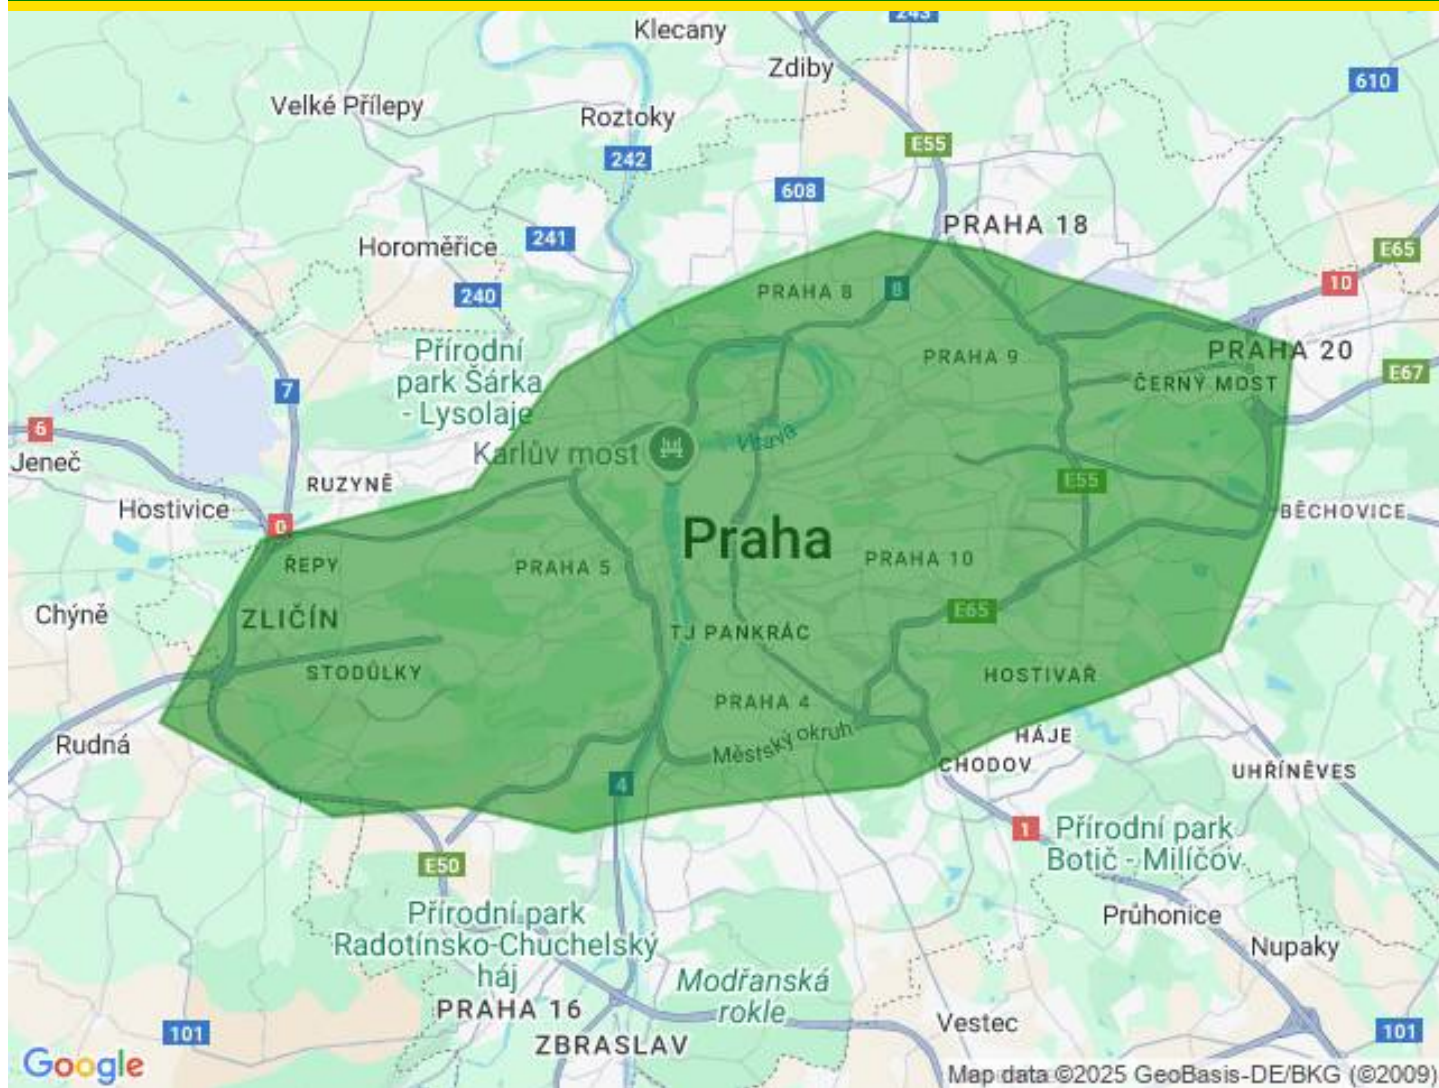 243
Klecany
Zdiby
610
Velké Přílepy
Roztoky
242
E55
608
PRAHA 18
Horoměřice
241
E65
240
PRAHA 8
8
10
Přírodní
park Šárka
- Lysolaje
PRAHA 9
PRAHA 20
ČERNÝ MOST
E67
7
6
Jeneč
Karlův most
Vltava
RUZYNĚ
E55
Hostivice
0
BĚCHOVICE
Praha
ŘEPY
PRAHA 5
PRAHA 10
Chýně
ZLIČÍN
E65
TJ PANKRÁC
STODŮLKY
HOSTIVAŘ
PRAHA 4
Rudná
Městský okruh
HÁJE
CHODOV
UHŘÍNĚVES
4
1
Přírodní park
Botič - Milíčov
E50
Přírodní park
Radotínsko-Chuchelský
háj
Průhonice
Nupaky
Modřanská
rokle
PRAHA 16
ZBRASLAV
Vestec
101
101
Google
Map data ©2025 GeoBasis-DE/BKG (©2009)